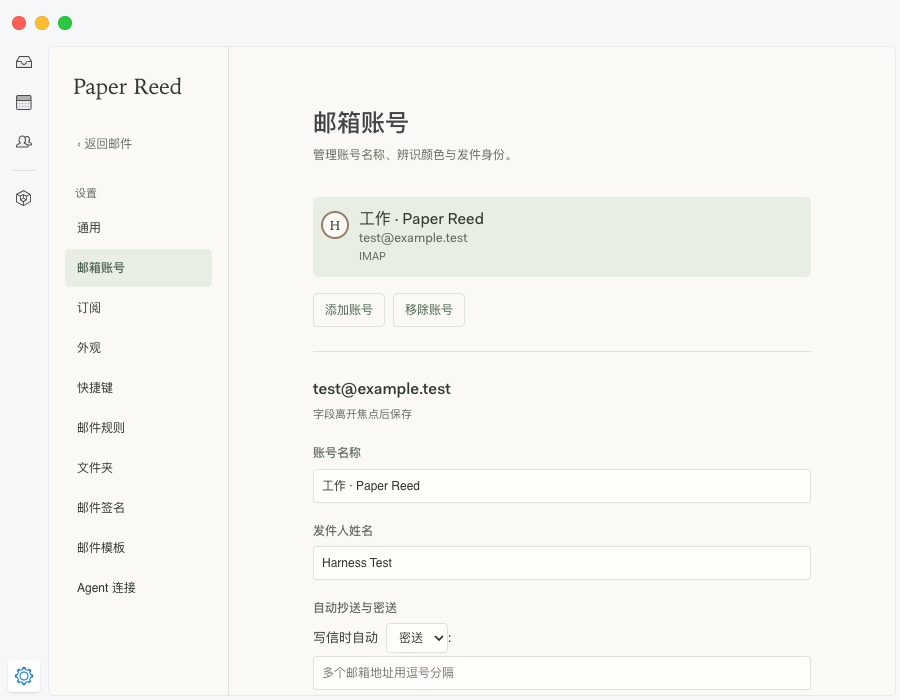 Paper Reed
‹ 返回邮件
设置
通用
邮箱账号
订阅
外观
快捷键
邮件规则
文件夹
邮件签名
邮件模板
Agent 连接
邮箱账号
管理账号名称、辨识颜色与发件身份。
H
工作 · Paper Reed
test@example.test
IMAP
添加账号 移除账号
test@example.test
字段离开焦点后保存
账号名称
工作 · Paper Reed
发件人姓名
Harness Test
自动抄送与密送
写信时自动 密送 :
多个邮箱地址用逗号分隔